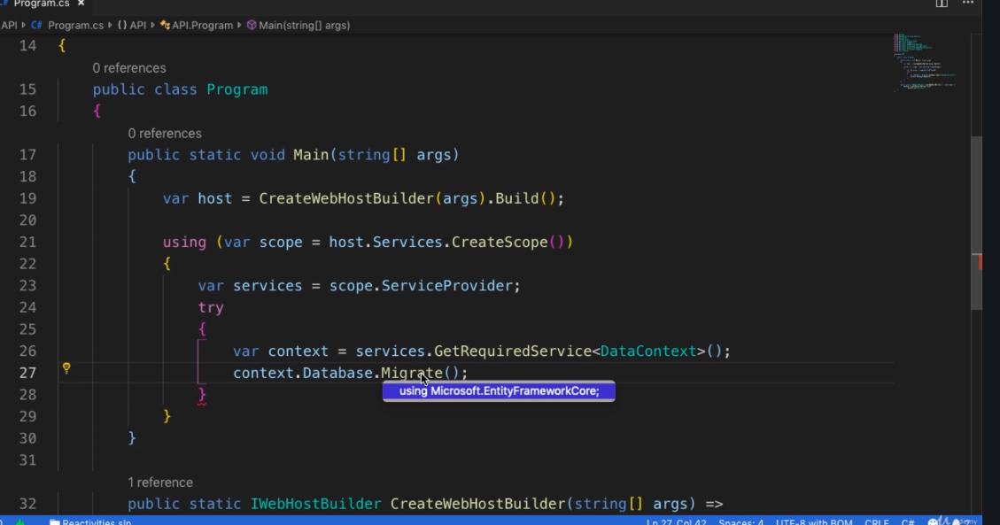 Program.cs ×
API C# Program.cs {} API API.Program Main(string[] args)
14 {
0 references
15 public class Program
16 {
0 references
17 public static void Main(string[] args)
18 {
19 var host = CreateWebHostBuilder(args).Build();
20
21 using (var scope = host.Services.CreateScope())
22 {
23 var services = scope.ServiceProvider;
24 try
25 {
26 var context = services.GetRequiredService<DataContext>();
27 context.Database.Migrate();
using Microsoft.EntityFrameworkCore;
28 }
29 }
30 }
31
1 reference
32 public static IWebHostBuilder CreateWebHostBuilder(string[] args) =>
Reactivities.sln Ln 27, Col 42 Spaces: 4 UTF-8 with BOM CRLF C#